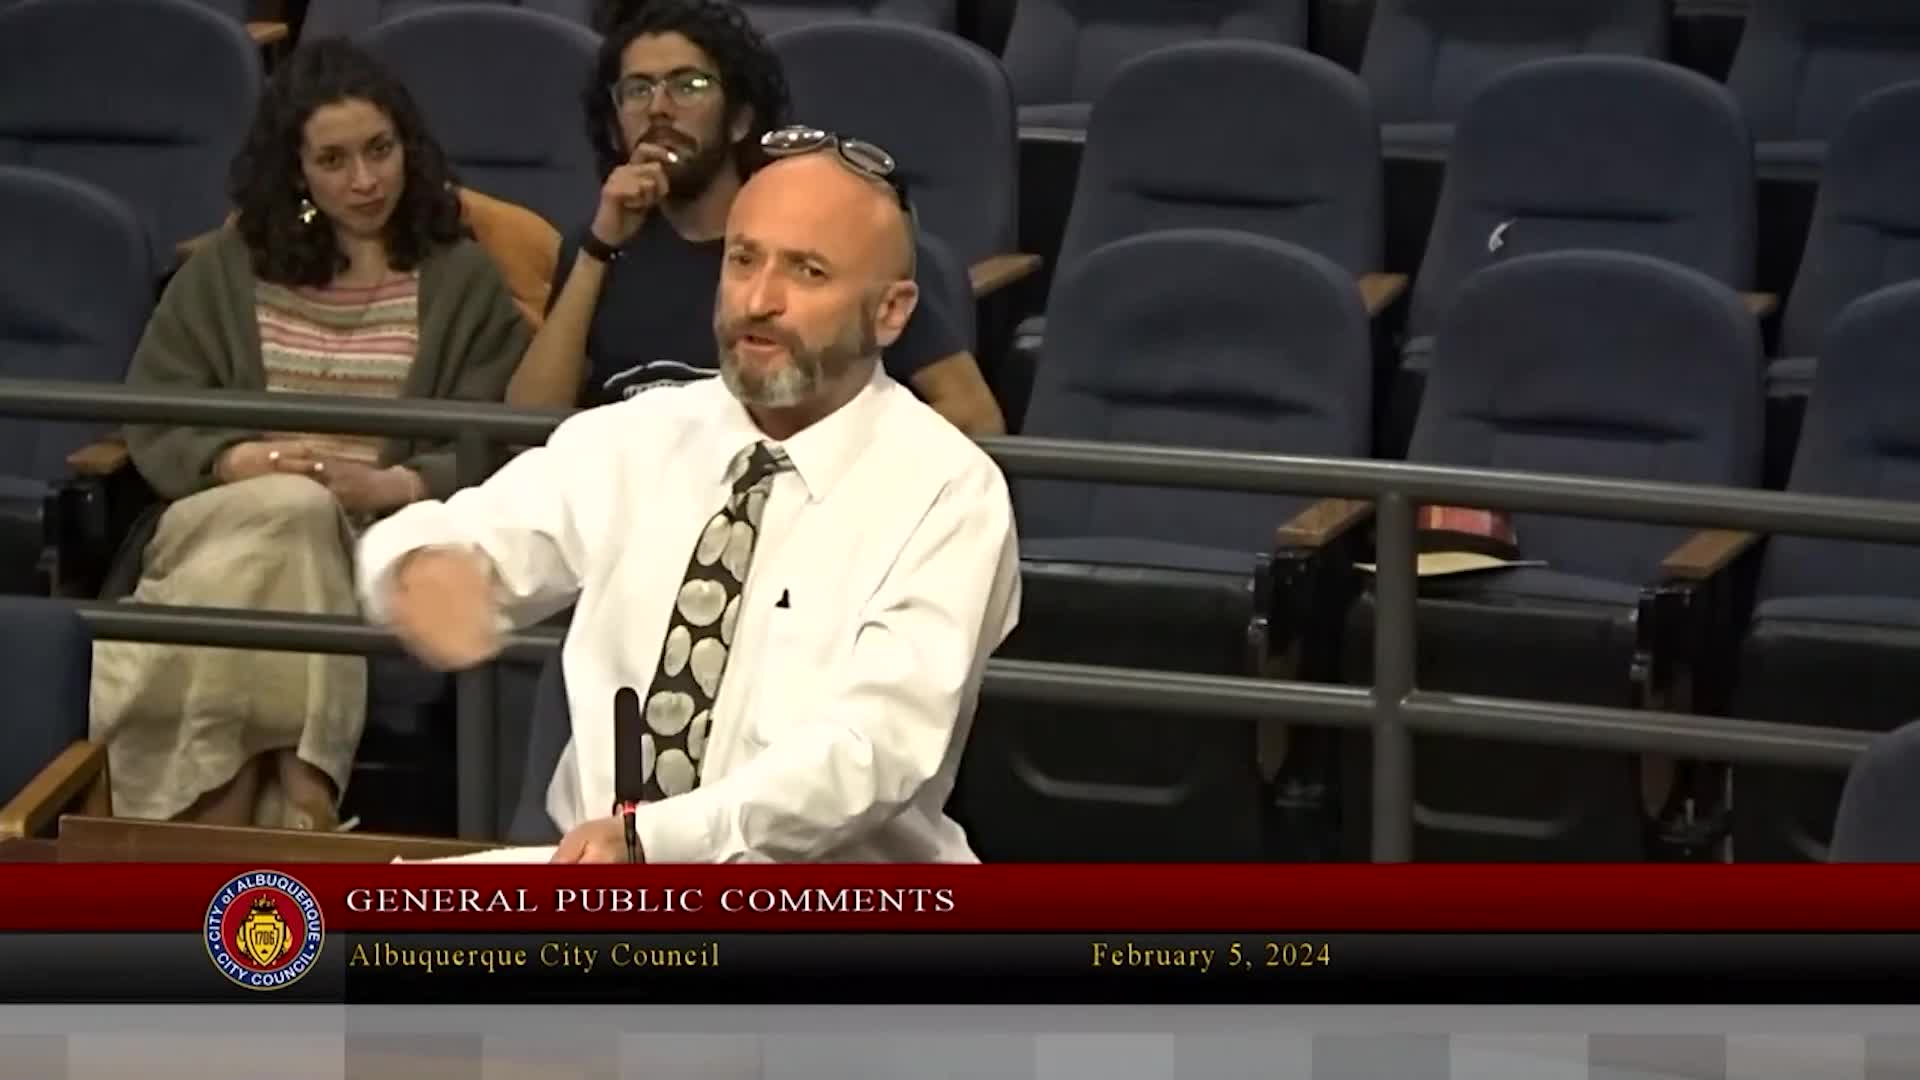 GENERAL PUBLIC COMMENTS
Albuquerque City Council
February 5, 2024
CITY of ALBUQUERQUE
1706
CITY COUNCIL